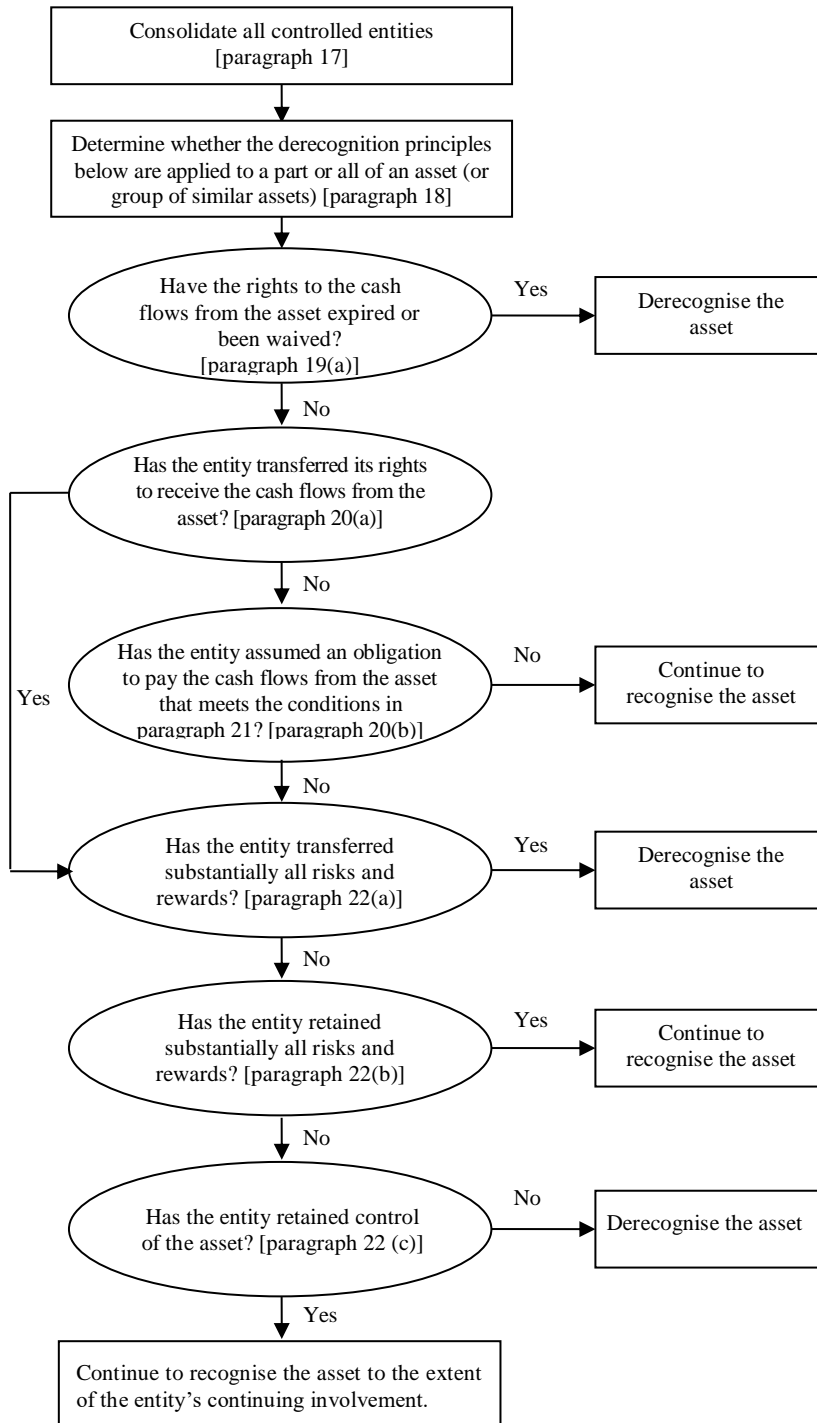 Consolidate all controlled entities
[paragraph 17]
Determine whether the derecognition principles
below are applied to a part or all of an asset (or
group of similar assets) [paragraph 18]
Have the rights to the cash
flows from the asset expired or
been waived?
[paragraph 19(a)]
Yes
Derecognise the
asset
No
Has the entity transferred its rights
to receive the cash flows from the
asset? [paragraph 20(a)]
Yes
No
Has the entity assumed an obligation
to pay the cash flows from the asset
that meets the conditions in
paragraph 21? [paragraph 20(b)]
No
Continue to
recognise the asset
No
Has the entity transferred
substantially all risks and
rewards? [paragraph 22(a)]
Yes
Derecognise the
asset
No
Has the entity retained
substantially all risks and
rewards? [paragraph 22(b)]
Yes
Continue to
recognise the asset
No
Has the entity retained control
of the asset? [paragraph 22 (c)]
No
Derecognise the asset
Yes
Continue to recognise the asset to the extent
of the entity’s continuing involvement.